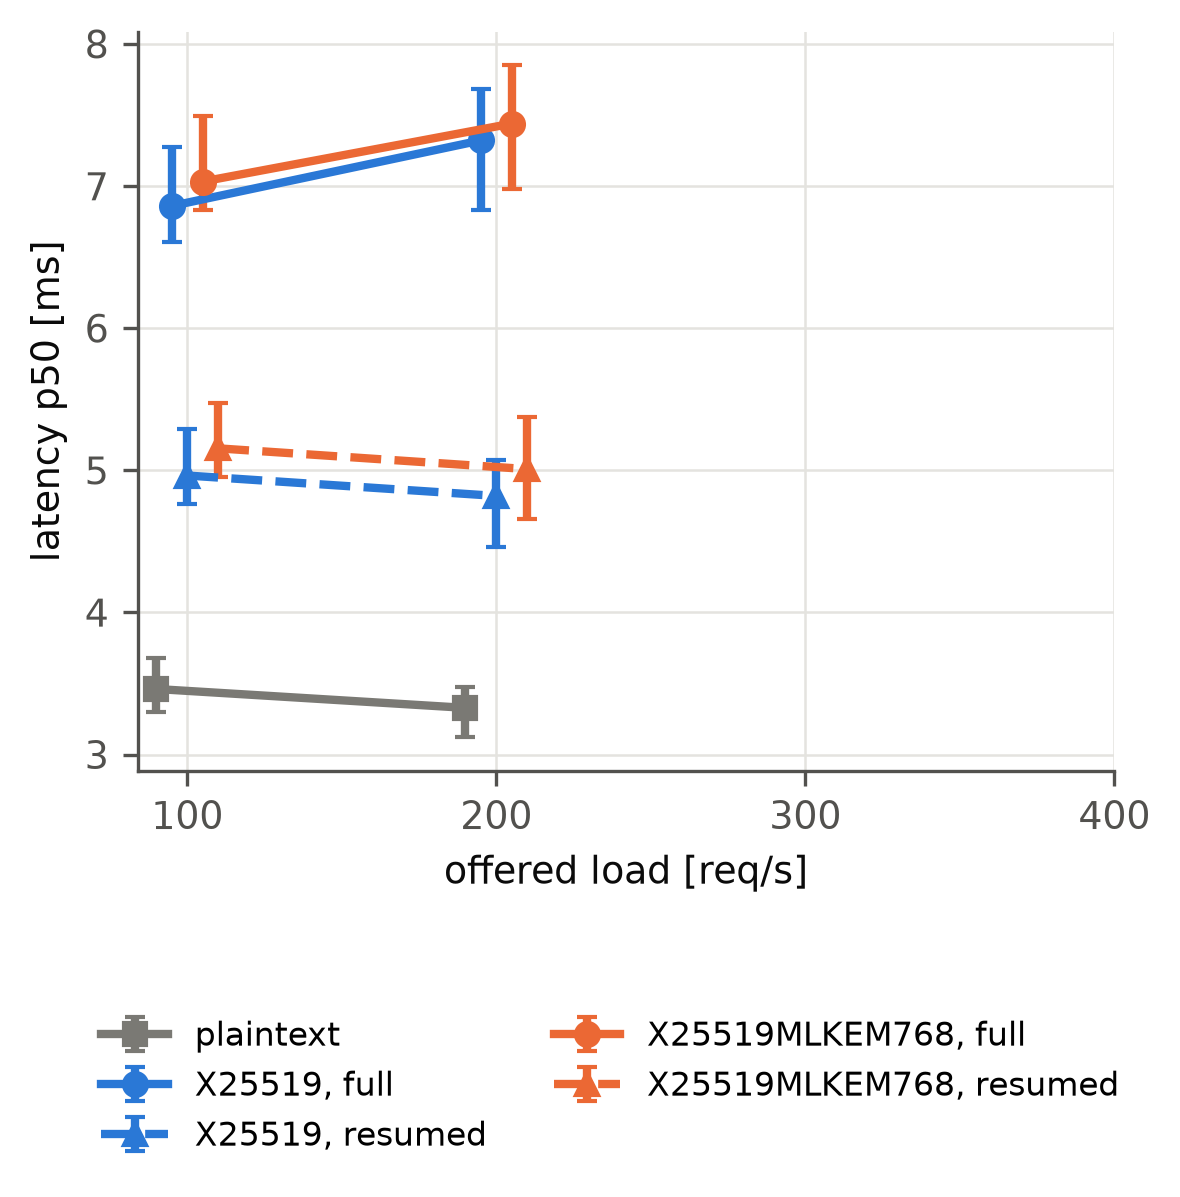 8
7
6
5
4
3
latency p50 [ms]
100 200 300 400
offered load [req/s]
plaintext
X25519, full
X25519, resumed
X25519MLKEM768, full
X25519MLKEM768, resumed